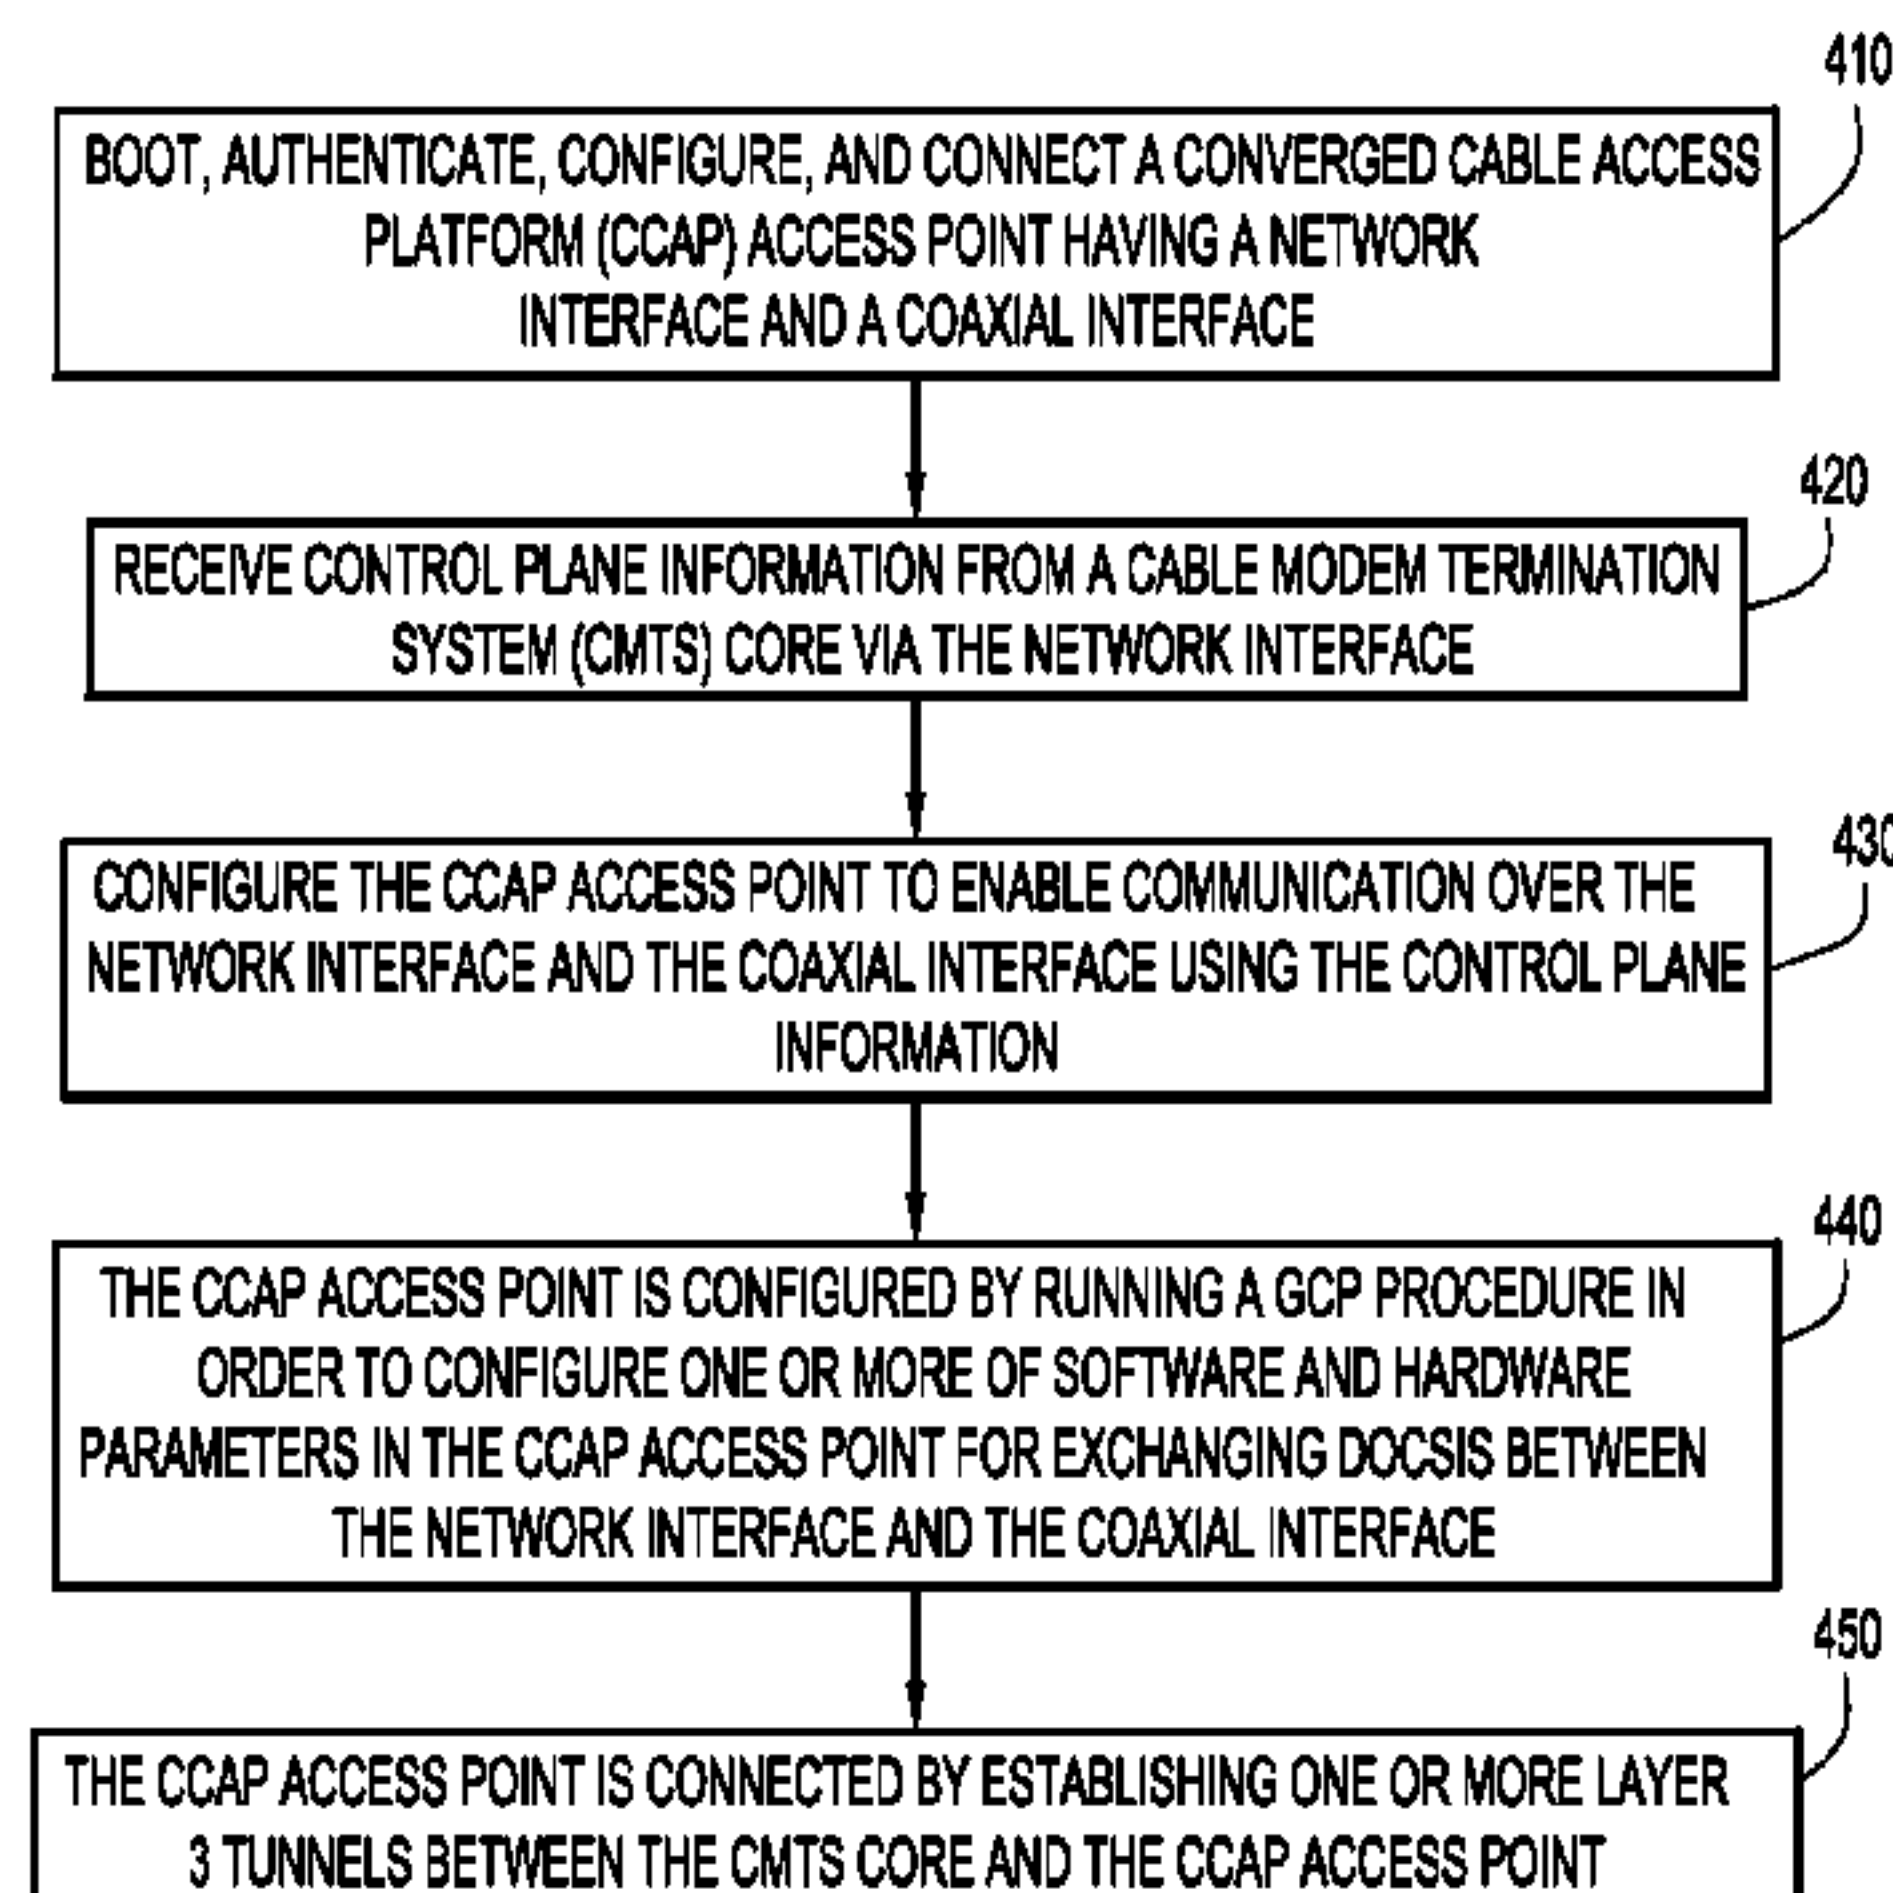 410
BOOT, AUTHENTICATE, CONFIGURE, AND CONNECT A CONVERGED CABLE ACCESS
PLATFORM (CCAP) ACCESS POINT HAVING A NETWORK
INTERFACE AND A COAXIAL INTERFACE
420
RECEIVE CONTROL PLANE INFORMATION FROM A CABLE MODEM TERMINATION
SYSTEM (CMTS) CORE VIA THE NETWORK INTERFACE
430
CONFIGURE THE CCAP ACCESS POINT TO ENABLE COMMUNICATION OVER THE
NETWORK INTERFACE AND THE COAXIAL INTERFACE USING THE CONTROL PLANE
INFORMATION
440
THE CCAP ACCESS POINT IS CONFIGURED BY RUNNING A GCP PROCEDURE IN
ORDER TO CONFIGURE ONE OR MORE OF SOFTWARE AND HARDWARE
PARAMETERS IN THE CCAP ACCESS POINT FOR EXCHANGING DOCSIS BETWEEN
THE NETWORK INTERFACE AND THE COAXIAL INTERFACE
450
THE CCAP ACCESS POINT IS CONNECTED BY ESTABLISHING ONE OR MORE LAYER
3 TUNNELS BETWEEN THE CMTS CORE AND THE CCAP ACCESS POINT